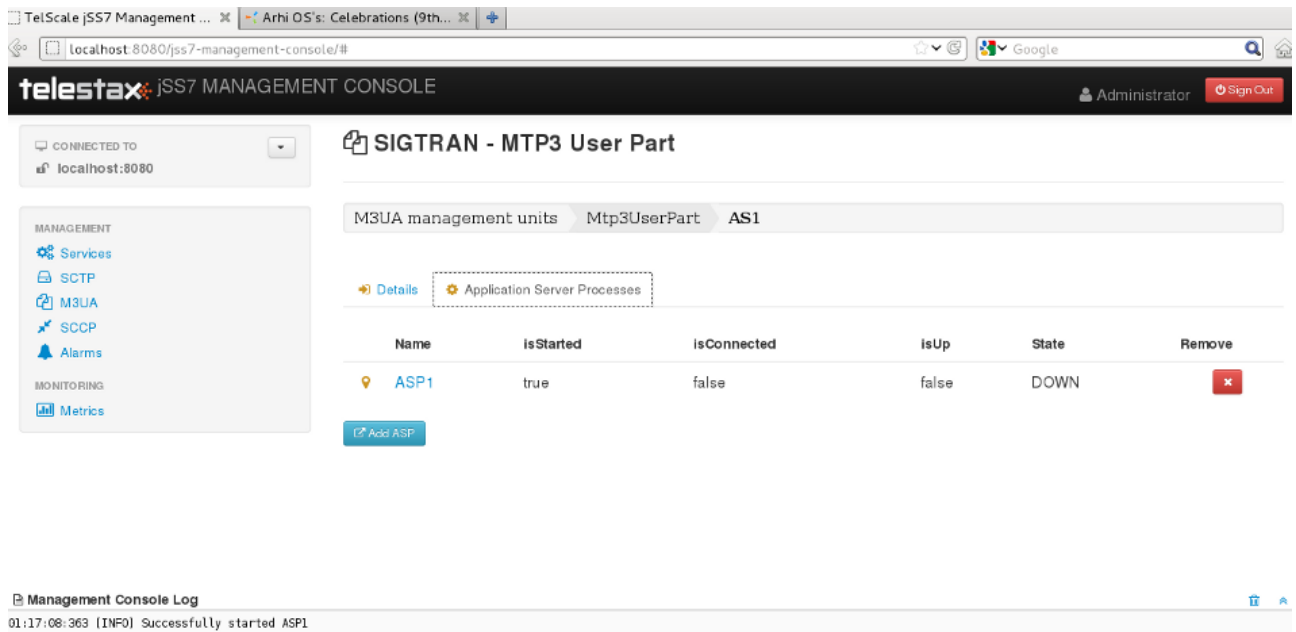 TelScale jSS7 Management ...
Arhi OS's: Celebrations (9th...
localhost:8080/jss7-management-console/#
Google
telestax jSS7 MANAGEMENT CONSOLE
Administrator
Sign Out
CONNECTED TO
localhost:8080
SIGTRAN - MTP3 User Part
M3UA management units Mtp3UserPart AS1
MANAGEMENT
Services
SCTP
M3UA
SCCP
Alarms
MONITORING
Metrics
Details Application Server Processes
Name isStarted isConnected isUp State Remove
ASP1 true false false DOWN
Add ASP
Management Console Log
01:17:08:363 [INFO] Successfully started ASP1